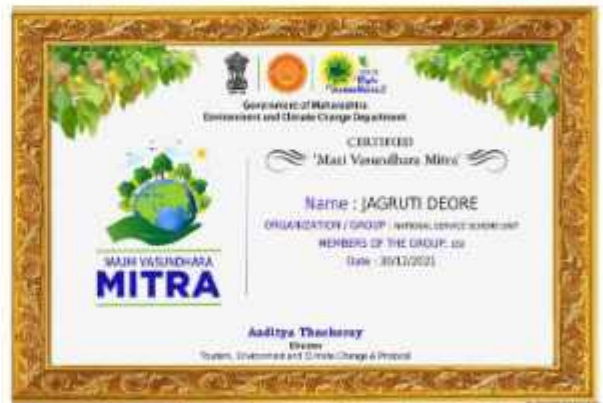 Government of Maharashtra
Environment and Climate Change Department
CERTIFIED
'Mazi Vasundhara Mitra'
Name : JAGRUTI DEORE
ORGANIZATION / GROUP : NATIONAL SERVICE SCHEME UNIT
MEMBERS OF THE GROUP:
Date : 30/12/2021
MAJHI VASUNDHARA
MITRA
Aaditya Thackeray
Minister
Tourism, Environment and Climate Change & Protocol